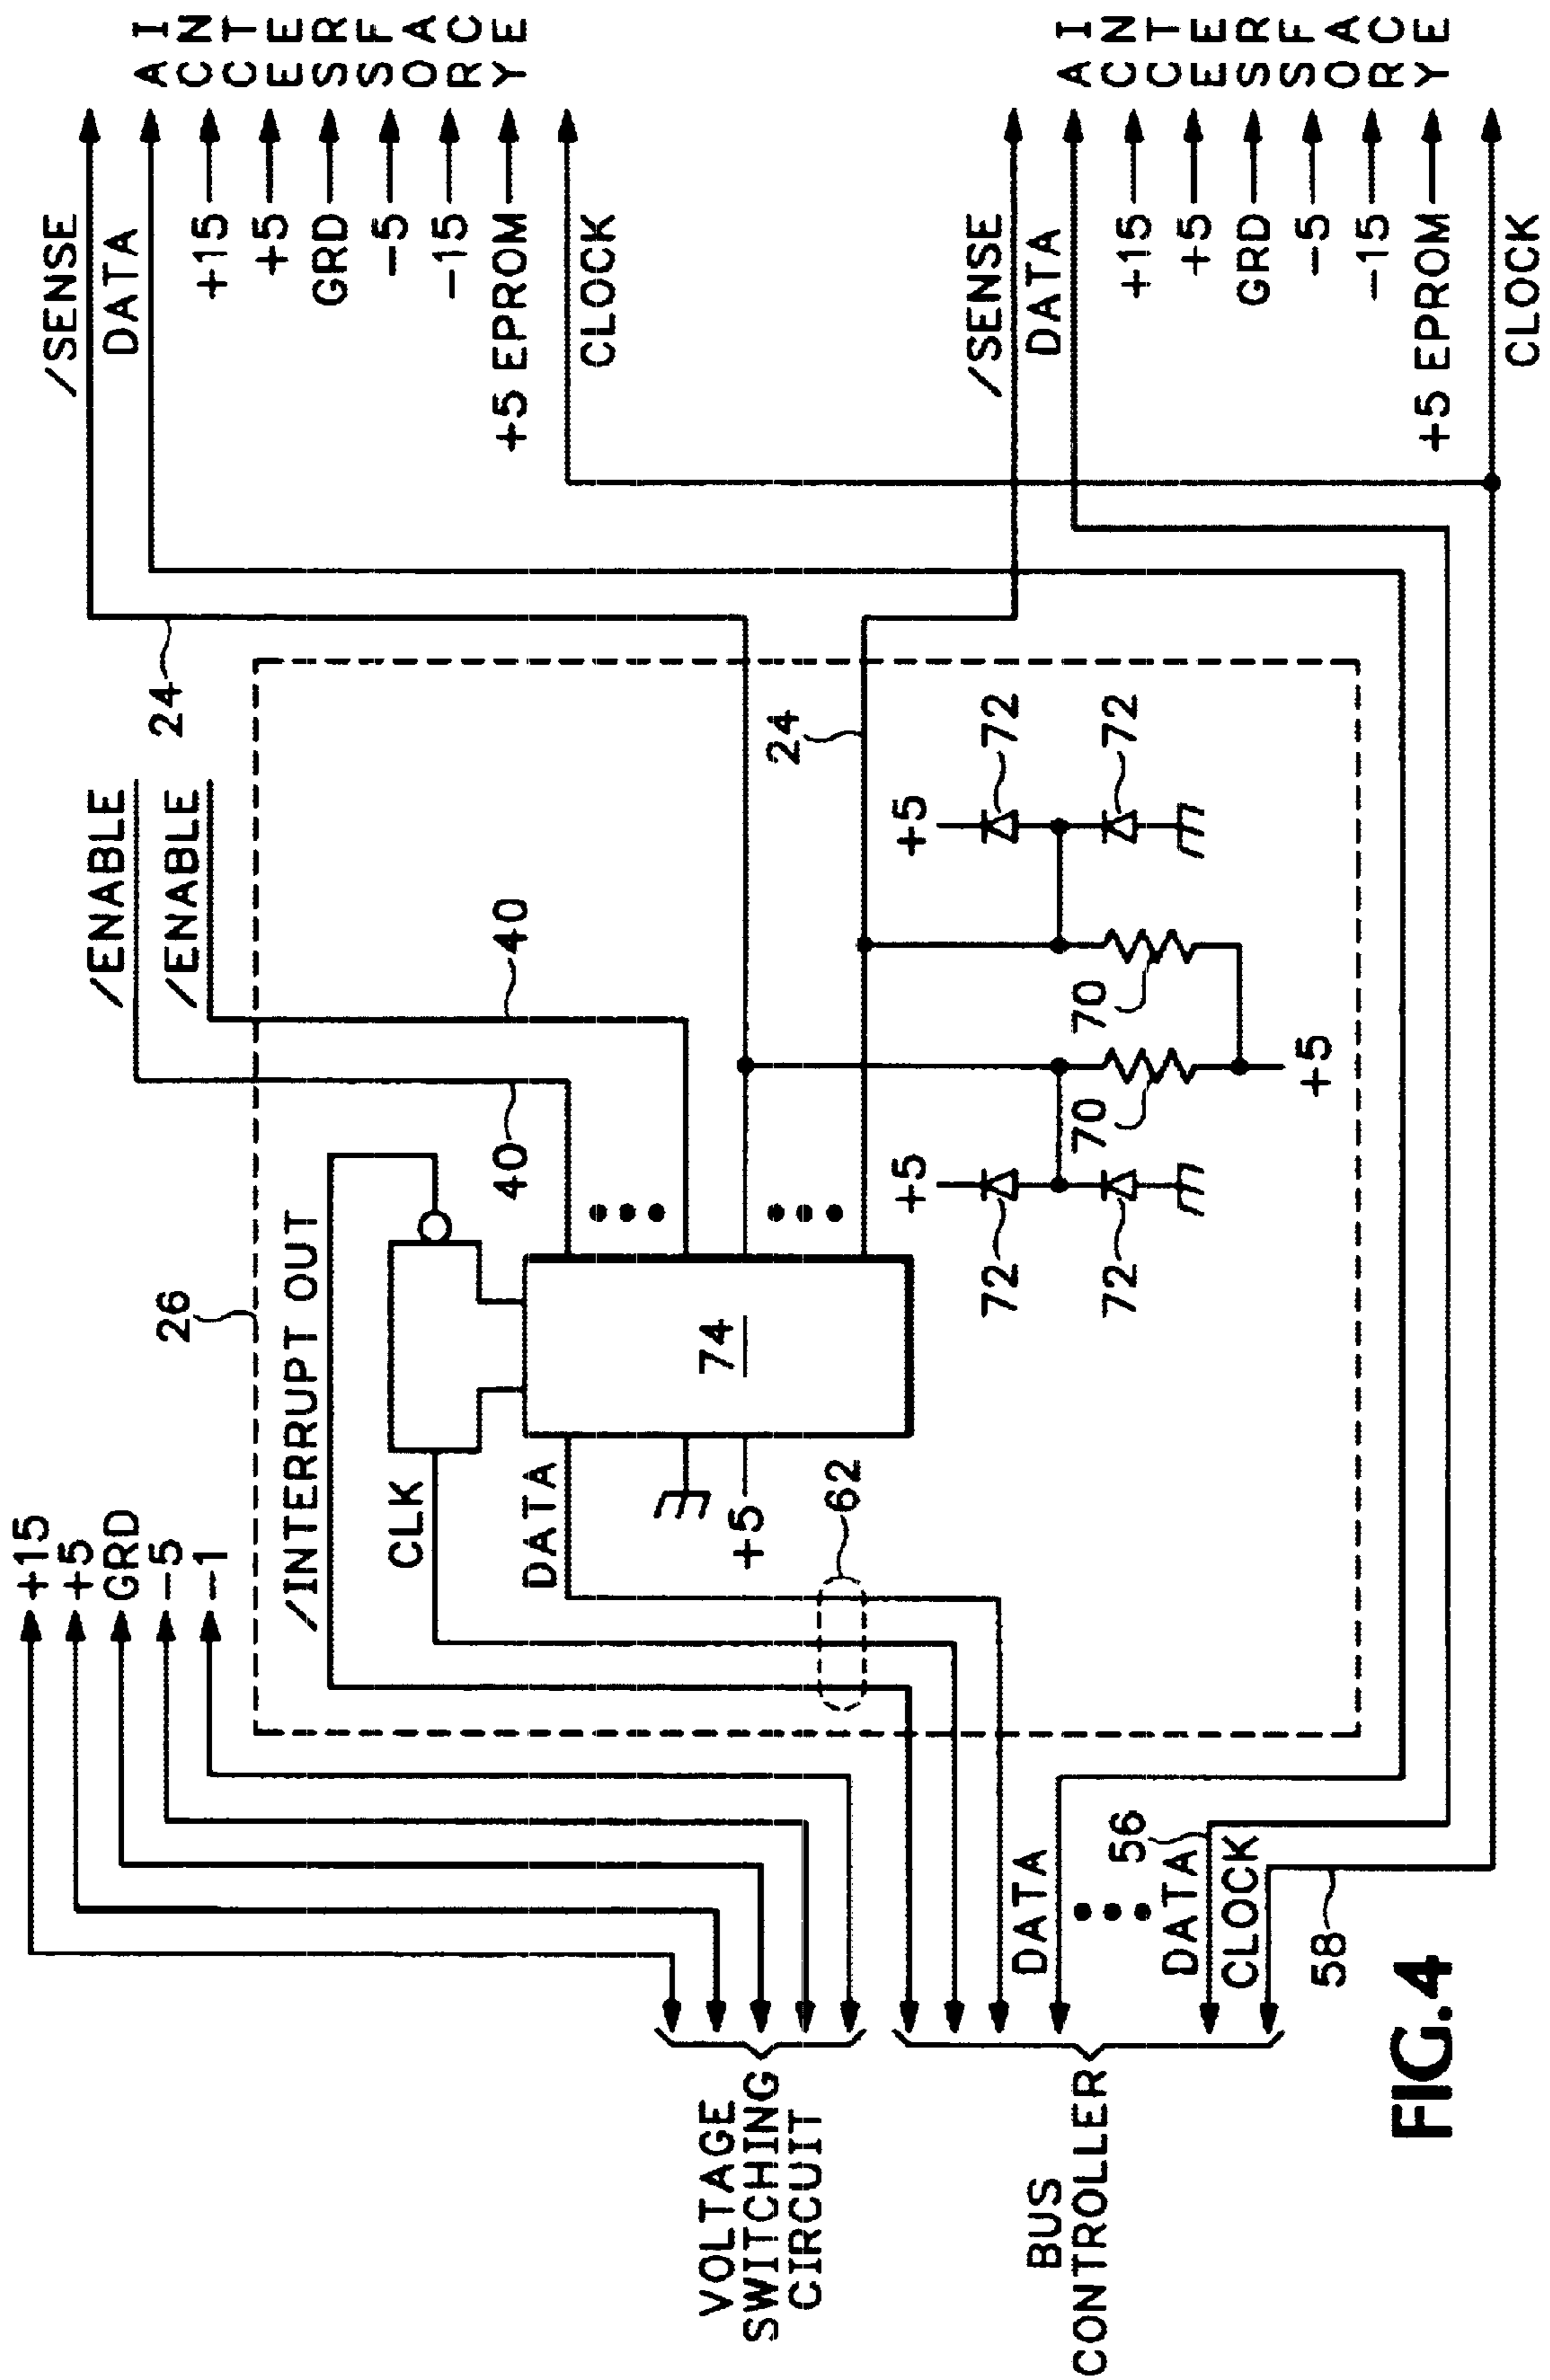 +15
+5
GRD
-5
-1
VOLTAGE
SWITCHING
CIRCUIT
BUS
CONTROLLER
DATA
DATA
56
CLOCK
58
26
/INTERRUPT OUT
CLK
DATA
+5
62
74
/ENABLE
/ENABLE
40
40
24
24
+5
72
72
70
70
+5
72
72
+5
/SENSE
DATA
+15
+5
GRD
-5
-15
+5 EPROM
CLOCK
ACCESSORY
INTERFACE
/SENSE
DATA
+15
+5
GRD
-5
-15
+5 EPROM
CLOCK
ACCESSORY
INTERFACE
FIG.4